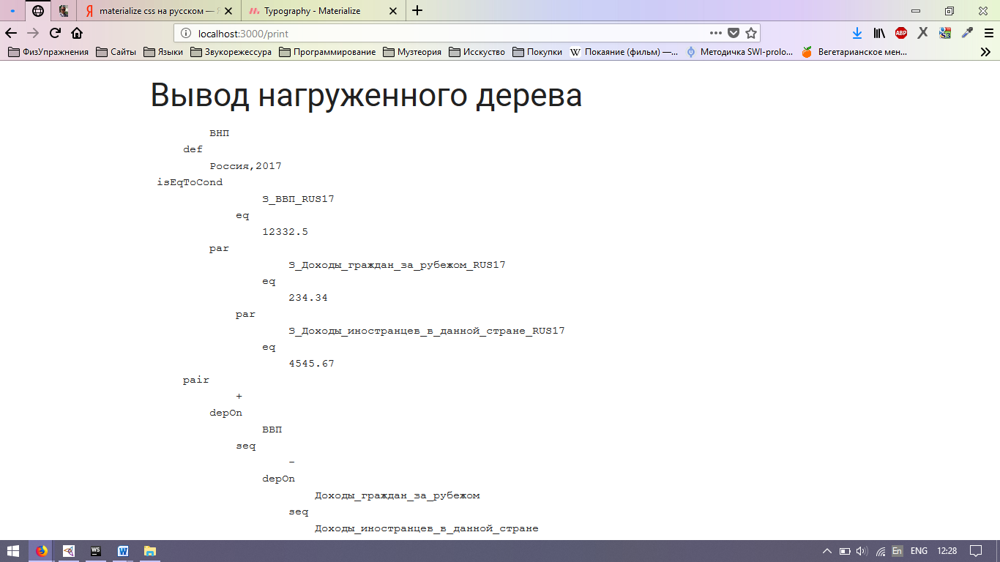 materialize css на русском — Я
Typography - Materialize
localhost:3000/print
ABP
ФизУпражнения
Сайты
Языки
Звукорежессура
Программирование
Музтеория
Исскуство
Покупки
W Покаяние (фильм) —...
Методичка SWI-prolo...
Вегетарианское мен...
Вывод нагруженного дерева
ВНП
def
Россия,2017
isEqToCond
З_ВВП_RUS17
eq
12332.5
par
З_Доходы_граждан_за_рубежом_RUS17
eq
234.34
par
З_Доходы_иностранцев_в_данной_стране_RUS17
eq
4545.67
pair
+
depOn
ВВП
seq
-
depOn
Доходы_граждан_за_рубежом
seq
Доходы_иностранцев_в_данной_стране
WS
W
En
ENG
12:28